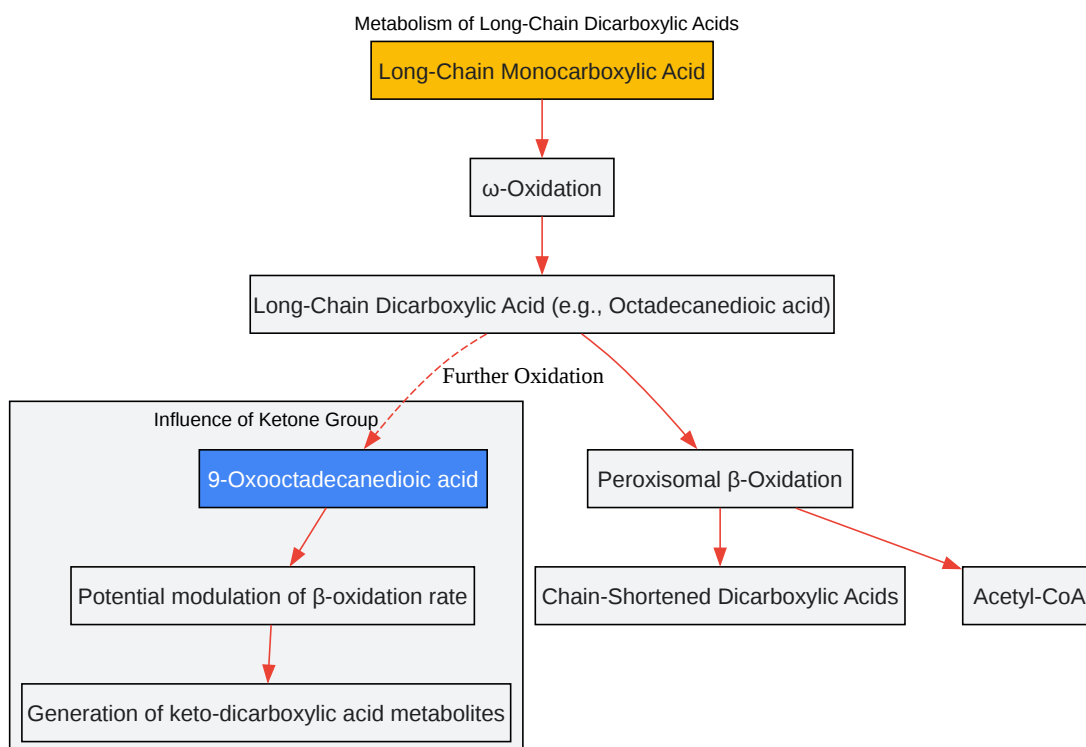 Metabolism of Long-Chain Dicarboxylic Acids
Long-Chain Monocarboxylic Acid
ω-Oxidation
Long-Chain Dicarboxylic Acid (e.g., Octadecanedioic acid)
Further Oxidation
Influence of Ketone Group
9-Oxooctadecanedioic acid
Peroxisomal β-Oxidation
Potential modulation of β-oxidation rate
Chain-Shortened Dicarboxylic Acids
Acetyl-CoA
Generation of keto-dicarboxylic acid metabolites